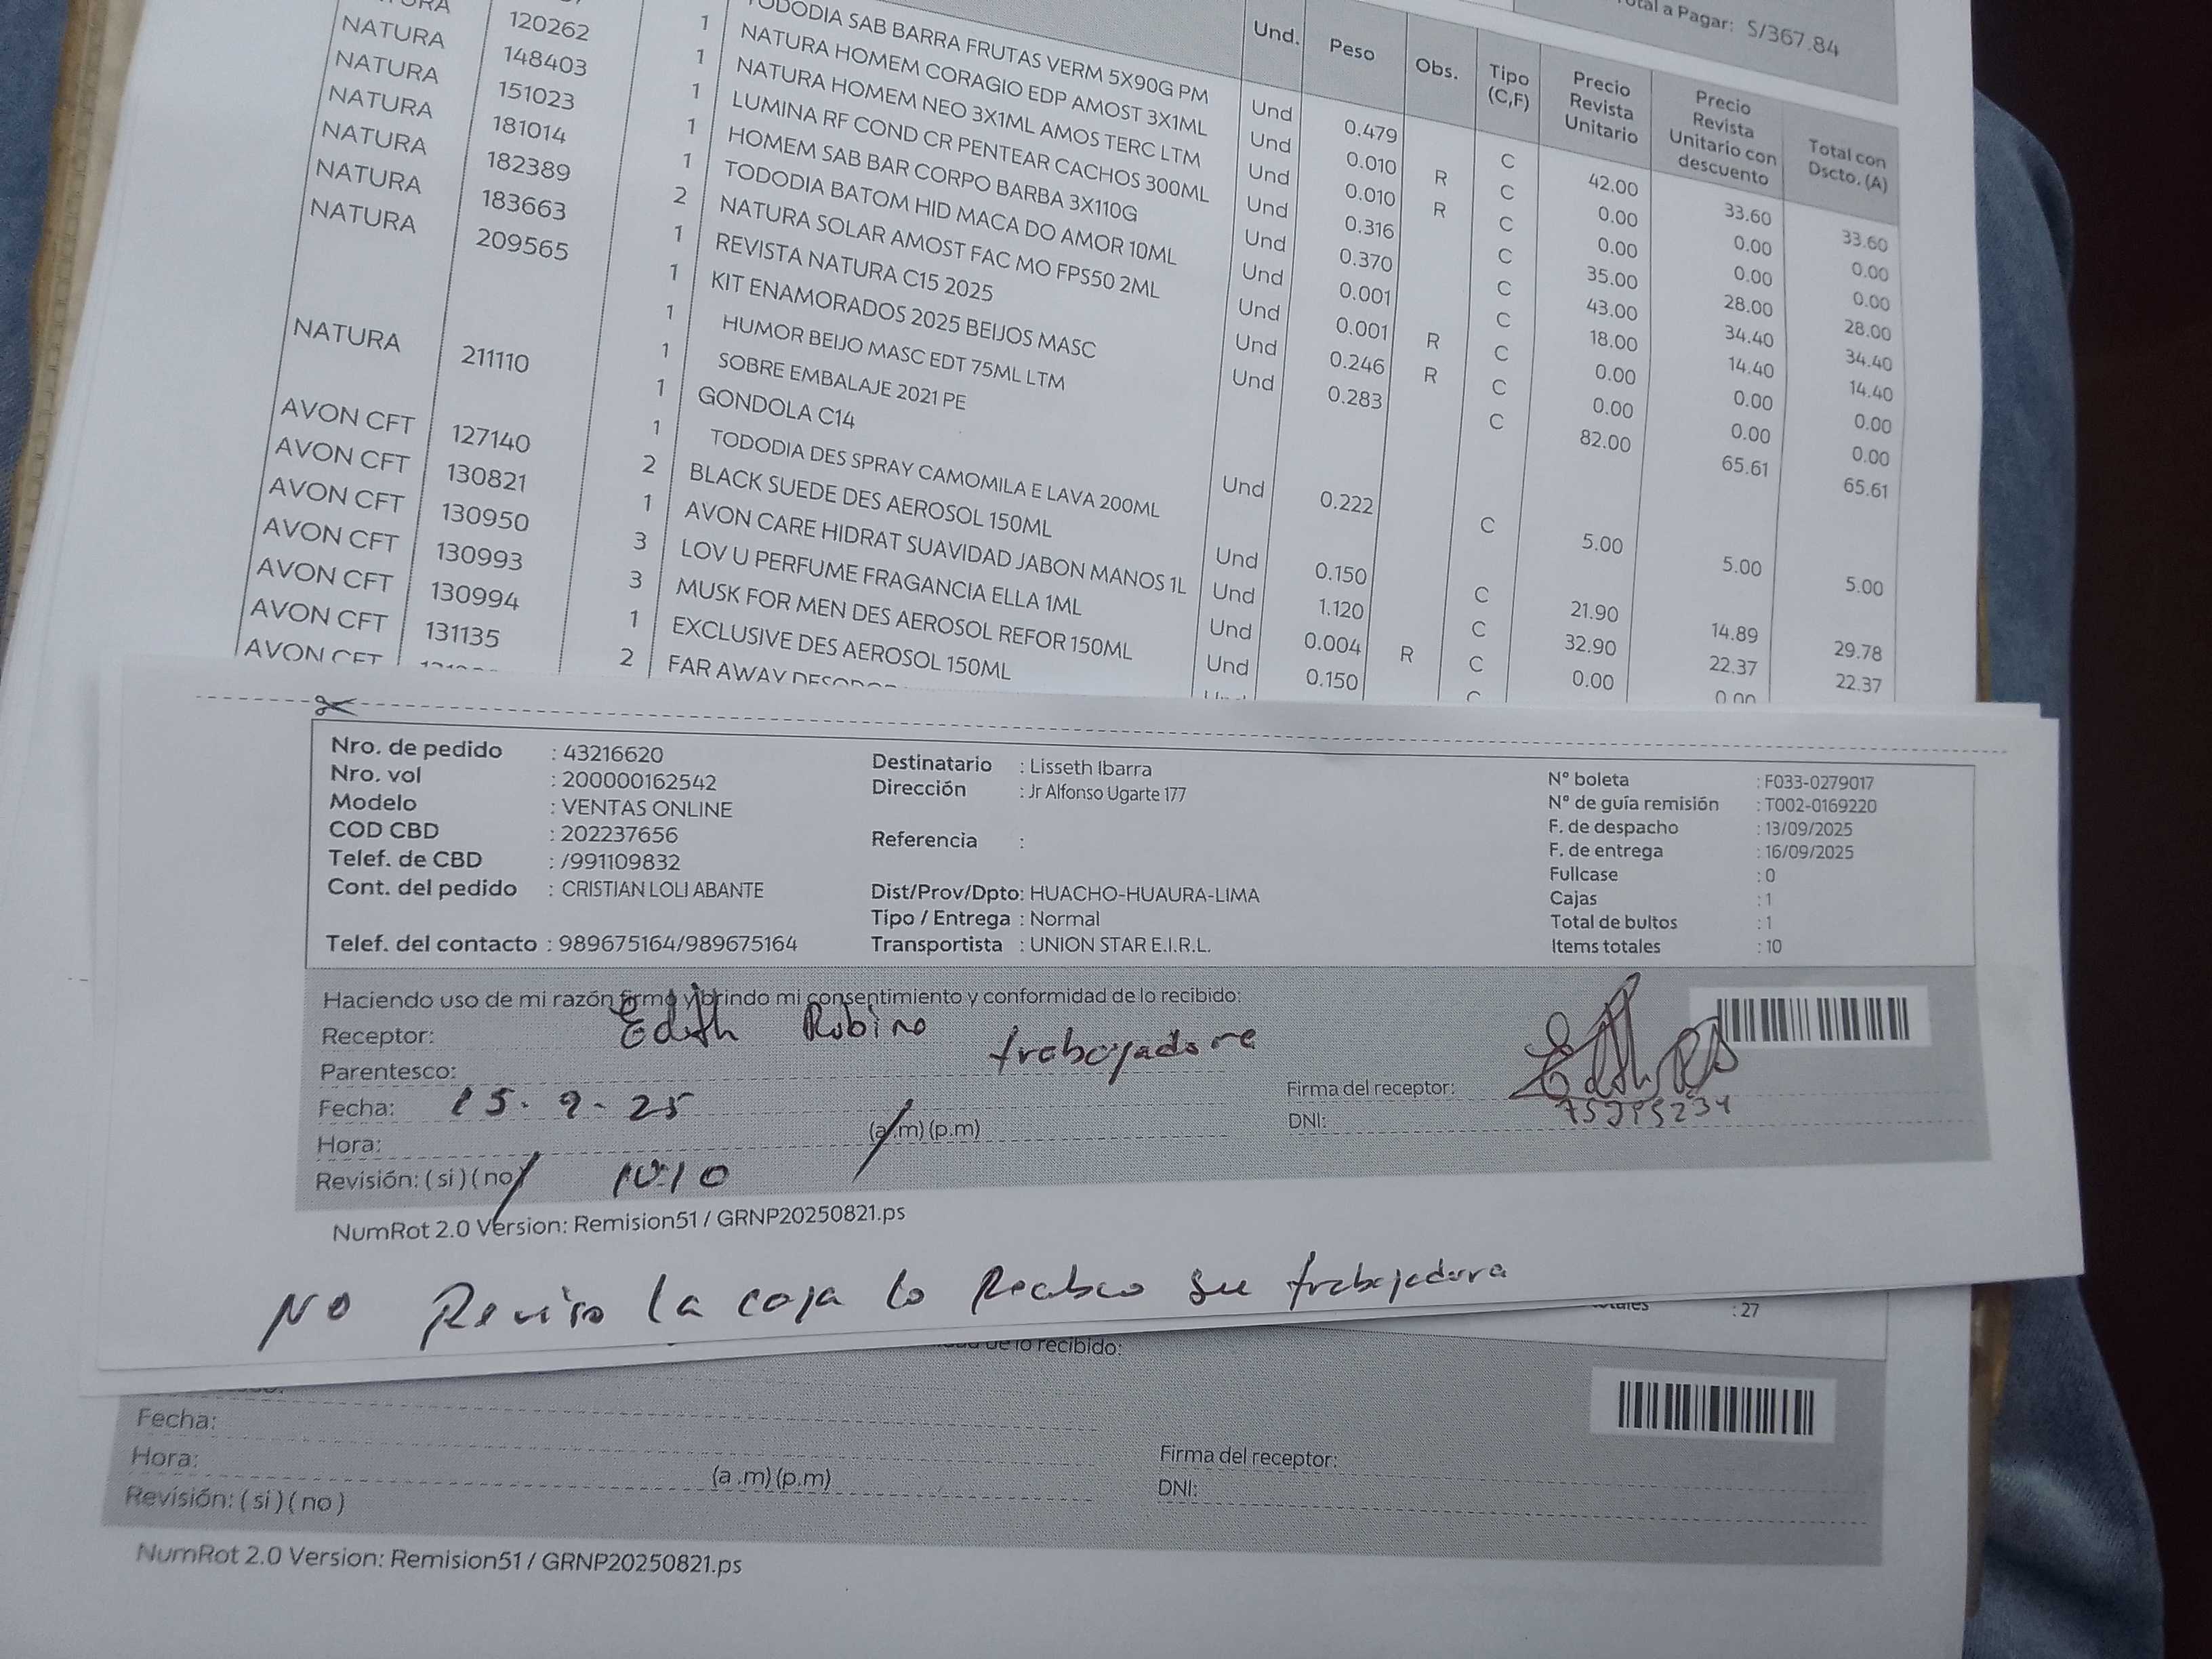 Total a Pagar: S/367.84
Und. Peso Obs. Tipo (C,F) Precio Revista Unitario Precio Revista Unitario con descuento Total con Dscto. (A)
NATURA 120262 1 TODODIA SAB BARRA FRUTAS VERM 5X90G PM Und 0.479 C 42.00 33.60 33.60
NATURA 148403 1 NATURA HOMEM CORAGIO EDP AMOST 3X1ML Und 0.010 R C 0.00 0.00 0.00
NATURA 151023 1 NATURA HOMEM NEO 3X1ML AMOS TERC LTM Und 0.010 R C 0.00 0.00 0.00
NATURA 181014 1 LUMINA RF COND CR PENTEAR CACHOS 300ML Und 0.316 C 35.00 28.00 28.00
NATURA 182389 1 HOMEM SAB BAR CORPO BARBA 3X110G Und 0.370 C 43.00 34.40 34.40
NATURA 183663 2 TODODIA BATOM HID MACA DO AMOR 10ML Und 0.001 C 18.00 14.40 14.40
209565 1 NATURA SOLAR AMOST FAC MO FPS50 2ML Und 0.001 R C 0.00 0.00 0.00
1 REVISTA NATURA C15 2025 Und 0.246 R C 0.00 0.00 0.00
1 KIT ENAMORADOS 2025 BEIJOS MASC Und 0.283 C 82.00 65.61 65.61
NATURA 211110 1 HUMOR BEIJO MASC EDT 75ML LTM
1 SOBRE EMBALAJE 2021 PE
1 GONDOLA C14 Und 0.222 C 5.00 5.00 5.00
AVON CFT 127140 1 TODODIA DES SPRAY CAMOMILA E LAVA 200ML
AVON CFT 130821 2 BLACK SUEDE DES AEROSOL 150ML Und 0.150 C 21.90 14.89 29.78
AVON CFT 130950 1 AVON CARE HIDRAT SUAVIDAD JABON MANOS 1L Und 1.120 C 32.90 22.37 22.37
AVON CFT 130993 3 LOV U PERFUME FRAGANCIA ELLA 1ML Und 0.004 R C 0.00 0.00
AVON CFT 130994 3 MUSK FOR MEN DES AEROSOL REFOR 150ML Und 0.150 C
AVON CFT 131135 1 EXCLUSIVE DES AEROSOL 150ML
AVON CFT 2 FAR AWAY
Nro. de pedido : 43216620
Nro. vol : 200000162542
Modelo : VENTAS ONLINE
COD CBD : 202237656
Telef. de CBD : /991109832
Cont. del pedido : CRISTIAN LOLI ABANTE
Telef. del contacto : 989675164/989675164
Destinatario : Lisseth Ibarra
Dirección : Jr Alfonso Ugarte 177
Referencia :
Dist/Prov/Dpto: HUACHO-HUAURA-LIMA
Tipo / Entrega : Normal
Transportista : UNION STAR E.I.R.L.
N° boleta : F033-0279017
N° de guía remisión : T002-0169220
F. de despacho : 13/09/2025
F. de entrega : 16/09/2025
Fullcase : 0
Cajas : 1
Total de bultos : 1
Items totales : 10
Haciendo uso de mi razón firmo y brindo mi consentimiento y conformidad de lo recibido:
Receptor: Edith Rubino
Parentesco: trabajadore
Fecha: 15-9-25
Hora: (a.m)(p.m)
Revisión: (si)(no) 10:10
Firma del receptor:
DNI:
NumRot 2.0 Version: Remision51 / GRNP20250821.ps
NO Reviso la caja lo Recibio su trabajadora
: 27
de lo recibido:
Fecha:
Hora: (a .m)(p.m)
Revisión: (si)(no)
Firma del receptor:
DNI:
NumRot 2.0 Version: Remision51 / GRNP20250821.ps